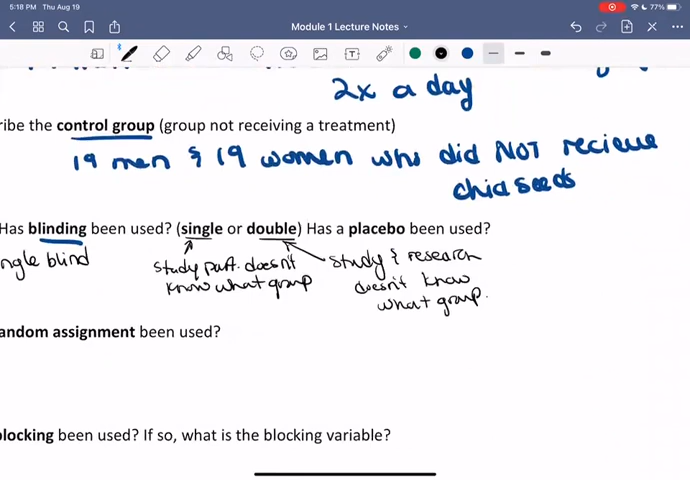 5:18 PM Thu Aug 19
77%
Module 1 Lecture Notes
2x a day
ribe the control group (group not receiving a treatment)
19 men & 19 women who did NOT recieve
chia seeds
Has blinding been used? (single or double) Has a placebo been used?
ngle blind
study part. doesn't
know what group
study & research
doesn't know
what group.
andom assignment been used?
locking been used? If so, what is the blocking variable?